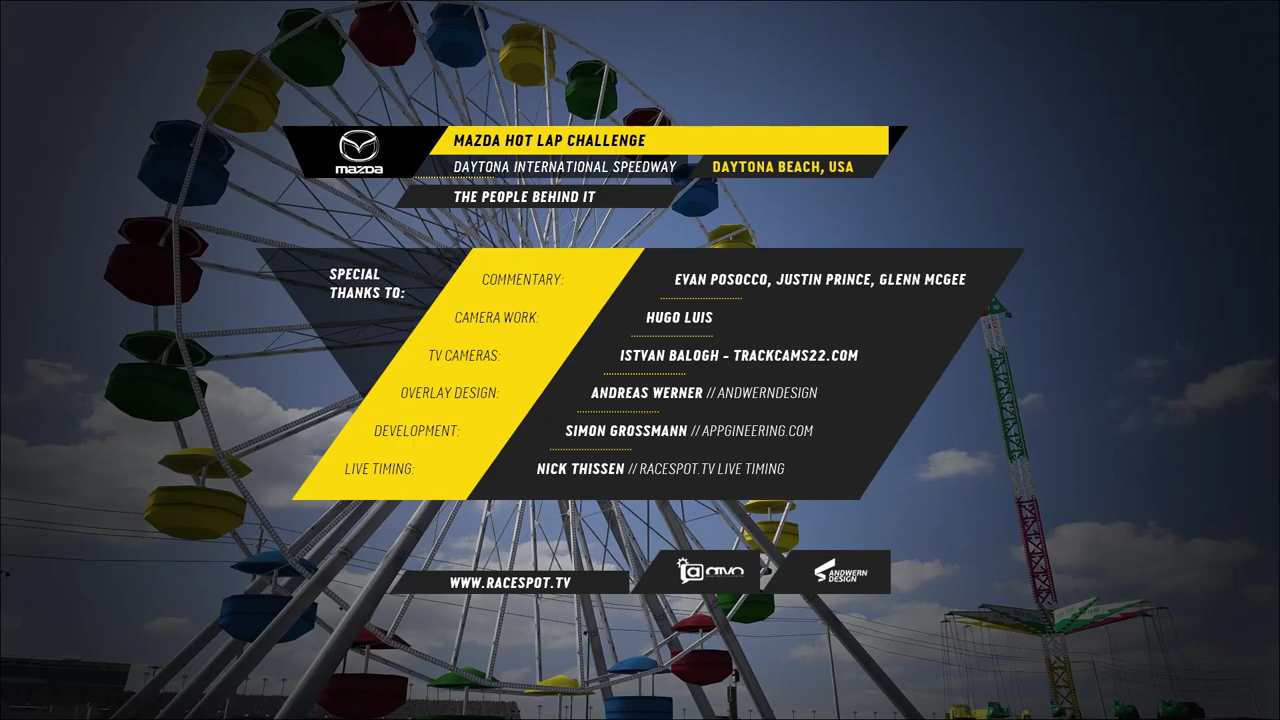 MAZDA HOT LAP CHALLENGE
mazda
DAYTONA INTERNATIONAL SPEEDWAY DAYTONA BEACH, USA
THE PEOPLE BEHIND IT
SPECIAL
THANKS TO:
COMMENTARY: EVAN POSOCCO, JUSTIN PRINCE, GLENN MCGEE
CAMERA WORK: HUGO LUIS
TV CAMERAS: ISTVAN BALOGH - TRACKCAMS22.COM
OVERLAY DESIGN: ANDREAS WERNER // ANDWERNDESIGN
DEVELOPMENT: SIMON GROSSMANN // APPGINEERING.COM
LIVE TIMING: NICK THISSEN // RACESPOT.TV LIVE TIMING
WWW.RACESPOT.TV
ANDWERN
DESIGN